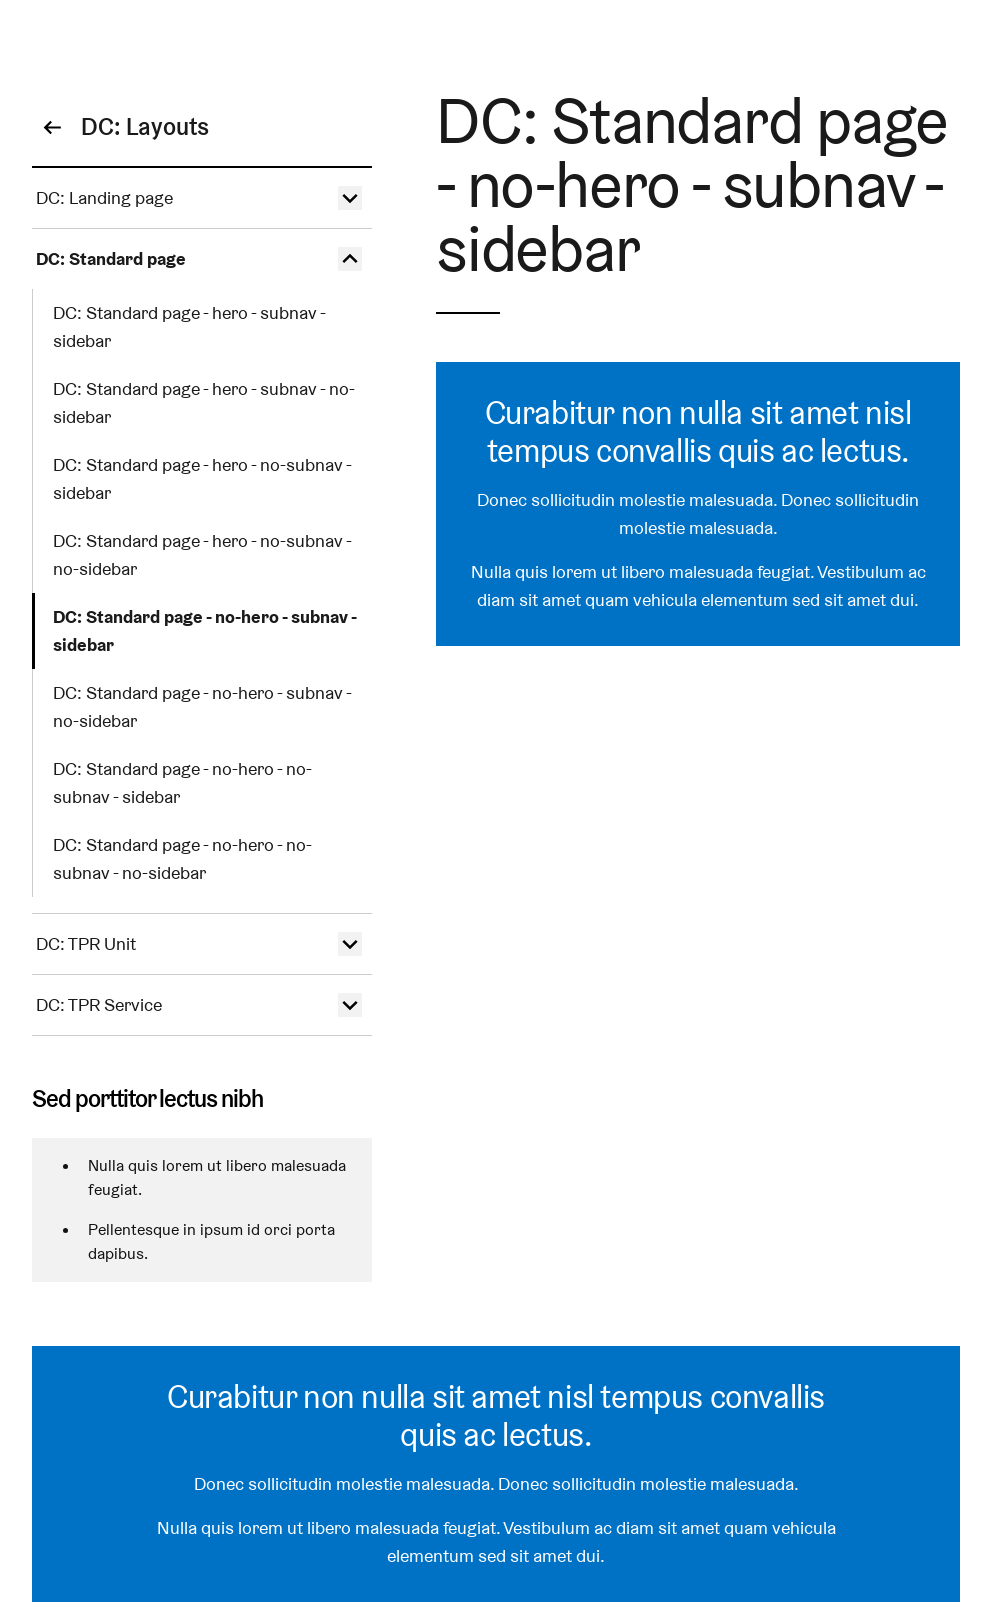 DC: Layouts
DC: Landing page
DC: Standard page
DC: Standard page - hero - subnav -
sidebar
DC: Standard page - hero - subnav - no-
sidebar
DC: Standard page - hero - no-subnav -
sidebar
DC: Standard page - hero - no-subnav -
no-sidebar
DC: Standard page - no-hero - subnav -
sidebar
DC: Standard page - no-hero - subnav -
no-sidebar
DC: Standard page - no-hero - no-
subnav - sidebar
DC: Standard page - no-hero - no-
subnav - no-sidebar
DC: TPR Unit
DC: TPR Service
Sed porttitor lectus nibh
• Nulla quis lorem ut libero malesuada
feugiat.
• Pellentesque in ipsum id orci porta
dapibus.
DC: Standard page
- no-hero - subnav -
sidebar
Curabitur non nulla sit amet nisl
tempus convallis quis ac lectus.
Donec sollicitudin molestie malesuada. Donec sollicitudin
molestie malesuada.
Nulla quis lorem ut libero malesuada feugiat. Vestibulum ac
diam sit amet quam vehicula elementum sed sit amet dui.
Curabitur non nulla sit amet nisl tempus convallis
quis ac lectus.
Donec sollicitudin molestie malesuada. Donec sollicitudin molestie malesuada.
Nulla quis lorem ut libero malesuada feugiat. Vestibulum ac diam sit amet quam vehicula
elementum sed sit amet dui.